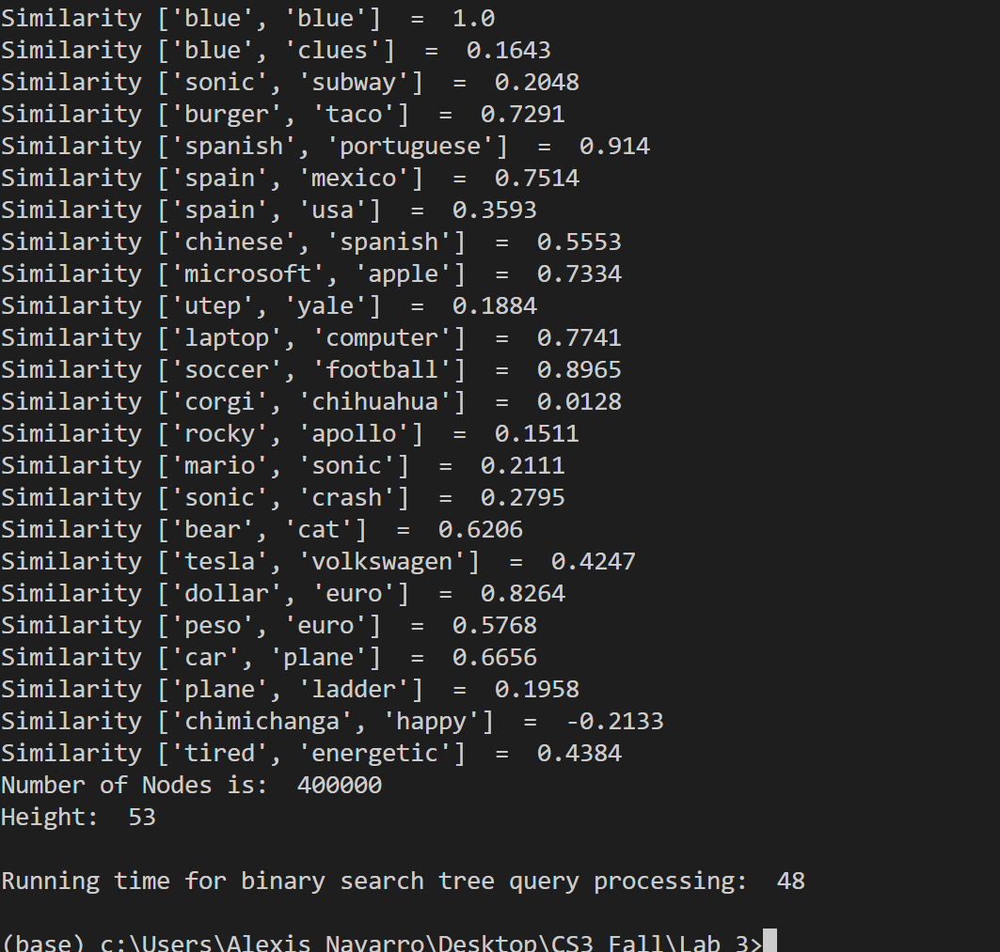 Similarity ['blue', 'blue']  =  1.0
Similarity ['blue', 'clues']  =  0.1643
Similarity ['sonic', 'subway']  =  0.2048
Similarity ['burger', 'taco']  =  0.7291
Similarity ['spanish', 'portuguese']  =  0.914
Similarity ['spain', 'mexico']  =  0.7514
Similarity ['spain', 'usa']  =  0.3593
Similarity ['chinese', 'spanish']  =  0.5553
Similarity ['microsoft', 'apple']  =  0.7334
Similarity ['utep', 'yale']  =  0.1884
Similarity ['laptop', 'computer']  =  0.7741
Similarity ['soccer', 'football']  =  0.8965
Similarity ['corgi', 'chihuahua']  =  0.0128
Similarity ['rocky', 'apollo']  =  0.1511
Similarity ['mario', 'sonic']  =  0.2111
Similarity ['sonic', 'crash']  =  0.2795
Similarity ['bear', 'cat']  =  0.6206
Similarity ['tesla', 'volkswagen']  =  0.4247
Similarity ['dollar', 'euro']  =  0.8264
Similarity ['peso', 'euro']  =  0.5768
Similarity ['car', 'plane']  =  0.6656
Similarity ['plane', 'ladder']  =  0.1958
Similarity ['chimichanga', 'happy']  =  -0.2133
Similarity ['tired', 'energetic']  =  0.4384
Number of Nodes is:  400000
Height:  53
Running time for binary search tree query processing:  48
(base) c:\Users\Alexis Navarro\Desktop\CS3 Fall\Lab 3>